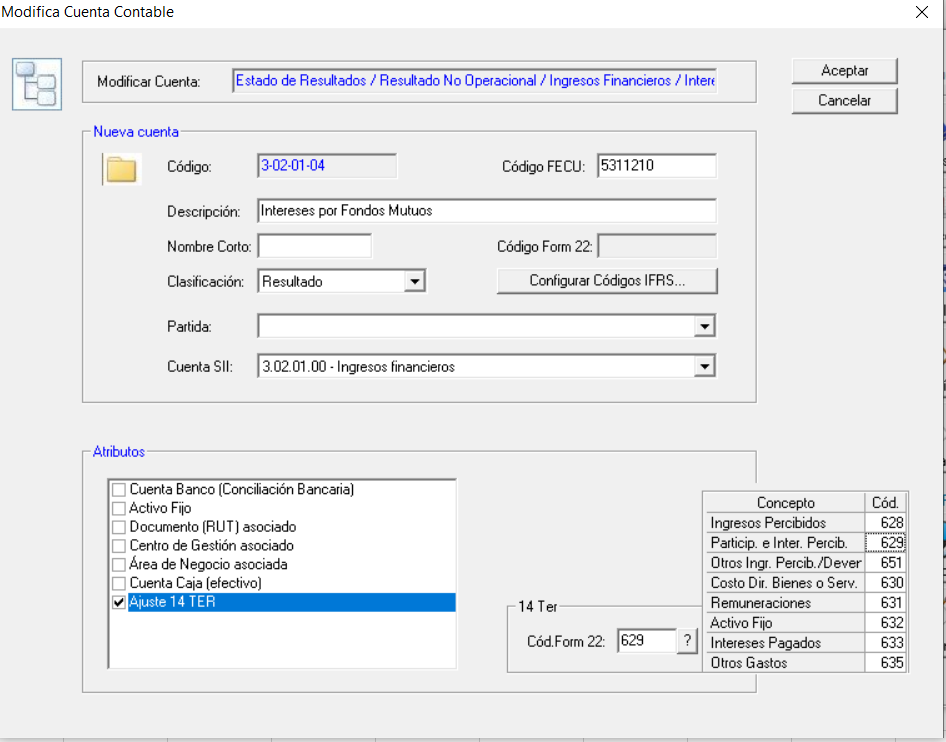 Modifica Cuenta Contable
Modificar Cuenta: Estado de Resultados / Resultado No Operacional / Ingresos Financieros / Intere
Aceptar
Cancelar
Nueva cuenta
Código: 3-02-01-04 Código FECU: 5311210
Descripción: Intereses por Fondos Mutuos
Nombre Corto: Código Form 22:
Clasificación: Resultado Configurar Códigos IFRS...
Partida:
Cuenta SII: 3.02.01.00 - Ingresos financieros
Atributos
Cuenta Banco (Conciliación Bancaria)
Activo Fijo
Documento (RUT) asociado
Centro de Gestión asociado
Área de Negocio asociada
Cuenta Caja (efectivo)
Ajuste 14 TER
14 Ter
Cód.Form 22: 629 ?
Concepto Cód.
Ingresos Percibidos 628
Particip. e Inter. Percib. 629
Otros Ingr. Percib./Dever 651
Costo Dir. Bienes o Serv. 630
Remuneraciones 631
Activo Fijo 632
Intereses Pagados 633
Otros Gastos 635